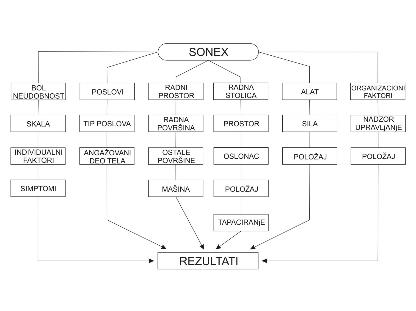 SONEX
BOL
NEUDOBNOST
POSLOVI
RADNI
PROSTOR
RADNA
STOLICA
ALAT
ORGANIZACIONI
FAKTORI
SKALA
TIP POSLOVA
RADNA
POVRŠINA
PROSTOR
SILA
NADZOR
UPRAVLJANjE
INDIVIDUALNI
FAKTORI
ANGAŽOVANI
DEO TELA
OSTALE
POVRŠINE
OSLONAC
POLOŽAJ
POLOŽAJ
SIMPTOMI
MAŠINA
POLOŽAJ
TAPACIRANjE
REZULTATI